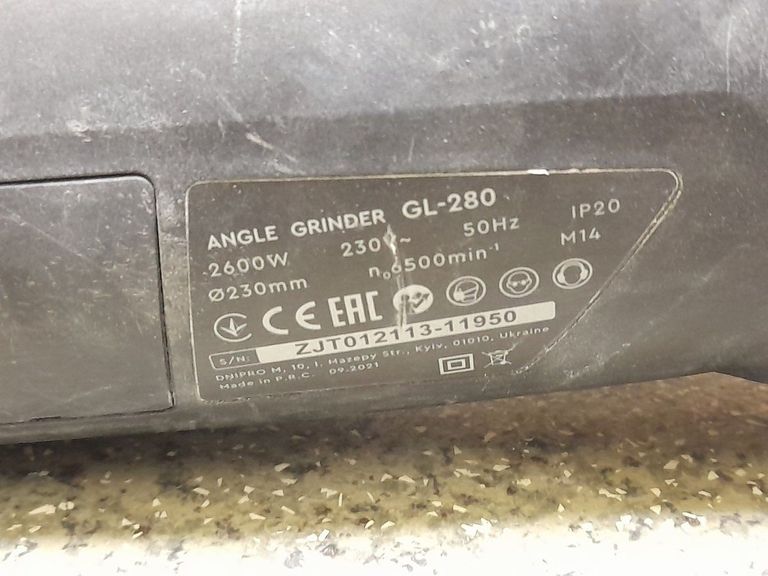 ANGLE GRINDER GL-280
2600W 230V~ 50Hz IP20
Ø230mm n₀6500min⁻¹ M14
CE EAC
S/N: ZJT012113-11950
DNIPRO M, 10, I. Mazepy Str., Kyiv, 01010, Ukraine
Made in P.R.C. 09.2021